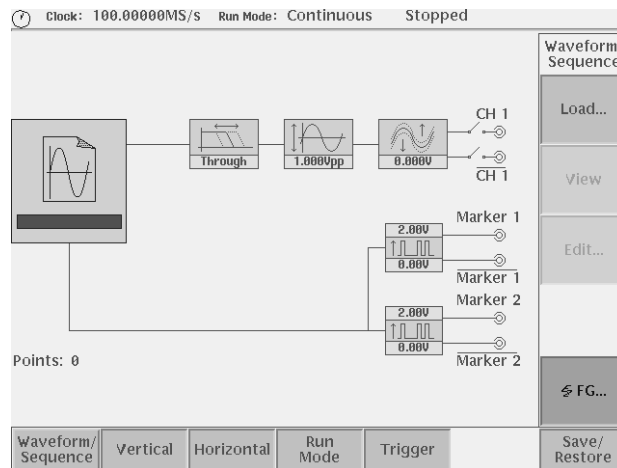 Clock: 100.00000MS/s Run Mode: Continuous Stopped
Waveform
Sequence
Load...
View
Edit...
FG...
Save/
Restore
CH 1
CH 1
Through
1.000Vpp
0.000V
Marker 1
2.00V
0.00V
Marker 1
Marker 2
2.00V
0.00V
Marker 2
Points: 0
Waveform/
Sequence
Vertical
Horizontal
Run
Mode
Trigger